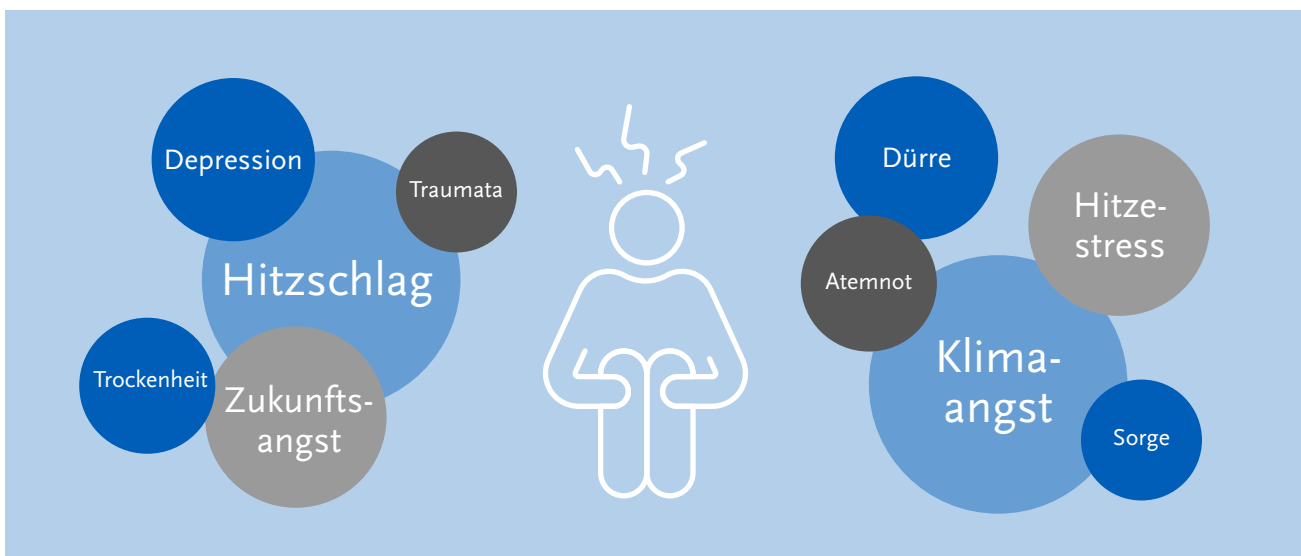 Depression
Traumata
Hitzschlag
Trockenheit
Zukunfts-
angst
Dürre
Hitze-
stress
Atemnot
Klima-
angst
Sorge